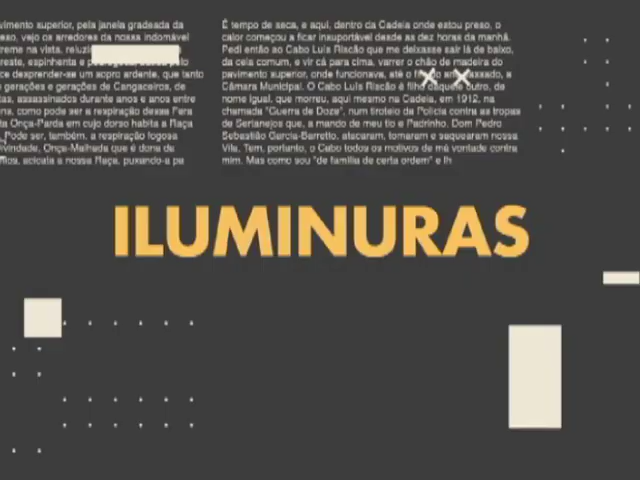 vimento superior, pela janela gradeada da
vejo os arredores da nossa indomável
na vista,
espinhenta e
desprender-se um sopro ardente, que
gerações e gerações de Cangaceiros, de
assassinados durante anos e anos entre
como pode ser a respiração dessa Fera
Onça-Parda em cujo dorso habita a Raça
Pode ser, também, a respiração fogosa
Onça-Malhada que é dona da
a nossa Raça, puxando-a pa
É tempo de seca, e aqui, dentro da Cadeia onde estou preso, o
calor começou a ficar insuportável desde as dez horas da manhã.
Pedi então ao Cabo Luís Riscão que me deixasse sair lá de baixo,
da cela comum, e vir cá para cima, varrer o chão de madeira do
pavimento superior, onde funcionava, até o passado, a
Câmara Municipal. O Cabo Luís Riscão é filho daquele outro, de
nome igual, que morreu, aqui mesmo na Cadeia, em 1912, na
chamada "Guerra de Doze", num tiroteio da Polícia contra as tropas
de Sertanejos que, a mando de meu tio e Padrinho, Dom Pedro
Sebastião Garcia-Barretto, atacaram, tomaram e saquearam nossa
Vila. Tem, portanto, o Cabo todos os motivos de má vontade contra
mim. Mas como sou "de família de certa ordem" e lh
ILUMINURAS